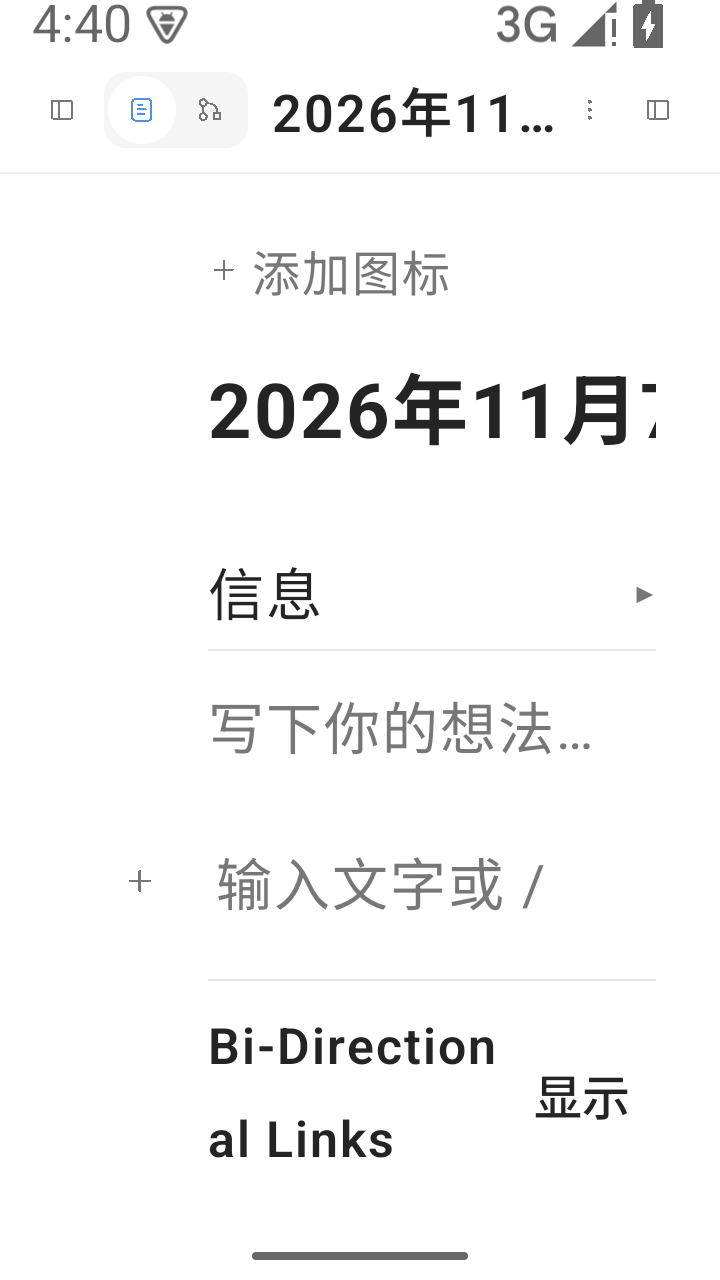 4:40
3G
2026年11…
添加图标
2026年11月7
信息
写下你的想法…
输入文字或 /
Bi-Direction
al Links
显示